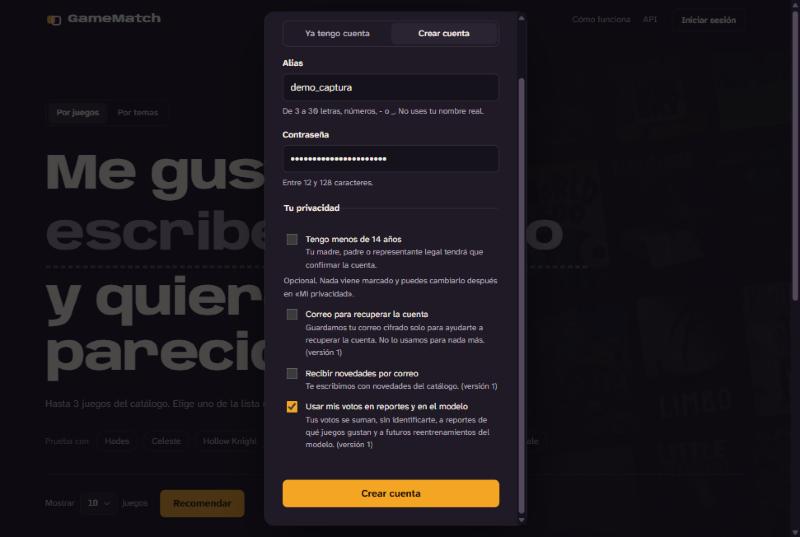 GameMatch
Cómo funciona
API
Iniciar sesión
Por juegos
Por temas
Me gus
escribe
o
y quier
parecid
Hasta 3 juegos del catálogo. Elige uno de la lista
Prueba con
Hades
Celeste
Hollow Knight
Mostrar
10
juegos
Recomendar
Ya tengo cuenta
Crear cuenta
Alias
demo_captura
De 3 a 30 letras, números, - o _. No uses tu nombre real.
Contraseña
Entre 12 y 128 caracteres.
Tu privacidad
Tengo menos de 14 años
Tu madre, padre o representante legal tendrá que
confirmar la cuenta.
Opcional. Nada viene marcado y puedes cambiarlo después
en «Mi privacidad».
Correo para recuperar la cuenta
Guardamos tu correo cifrado solo para ayudarte a
recuperar la cuenta. No lo usamos para nada más.
(versión 1)
Recibir novedades por correo
Te escribimos con novedades del catálogo. (versión 1)
Usar mis votos en reportes y en el modelo
Tus votos se suman, sin identificarte, a reportes de
qué juegos gustan y a futuros reentrenamientos del
modelo. (versión 1)
Crear cuenta
LIMBO
LITTLE